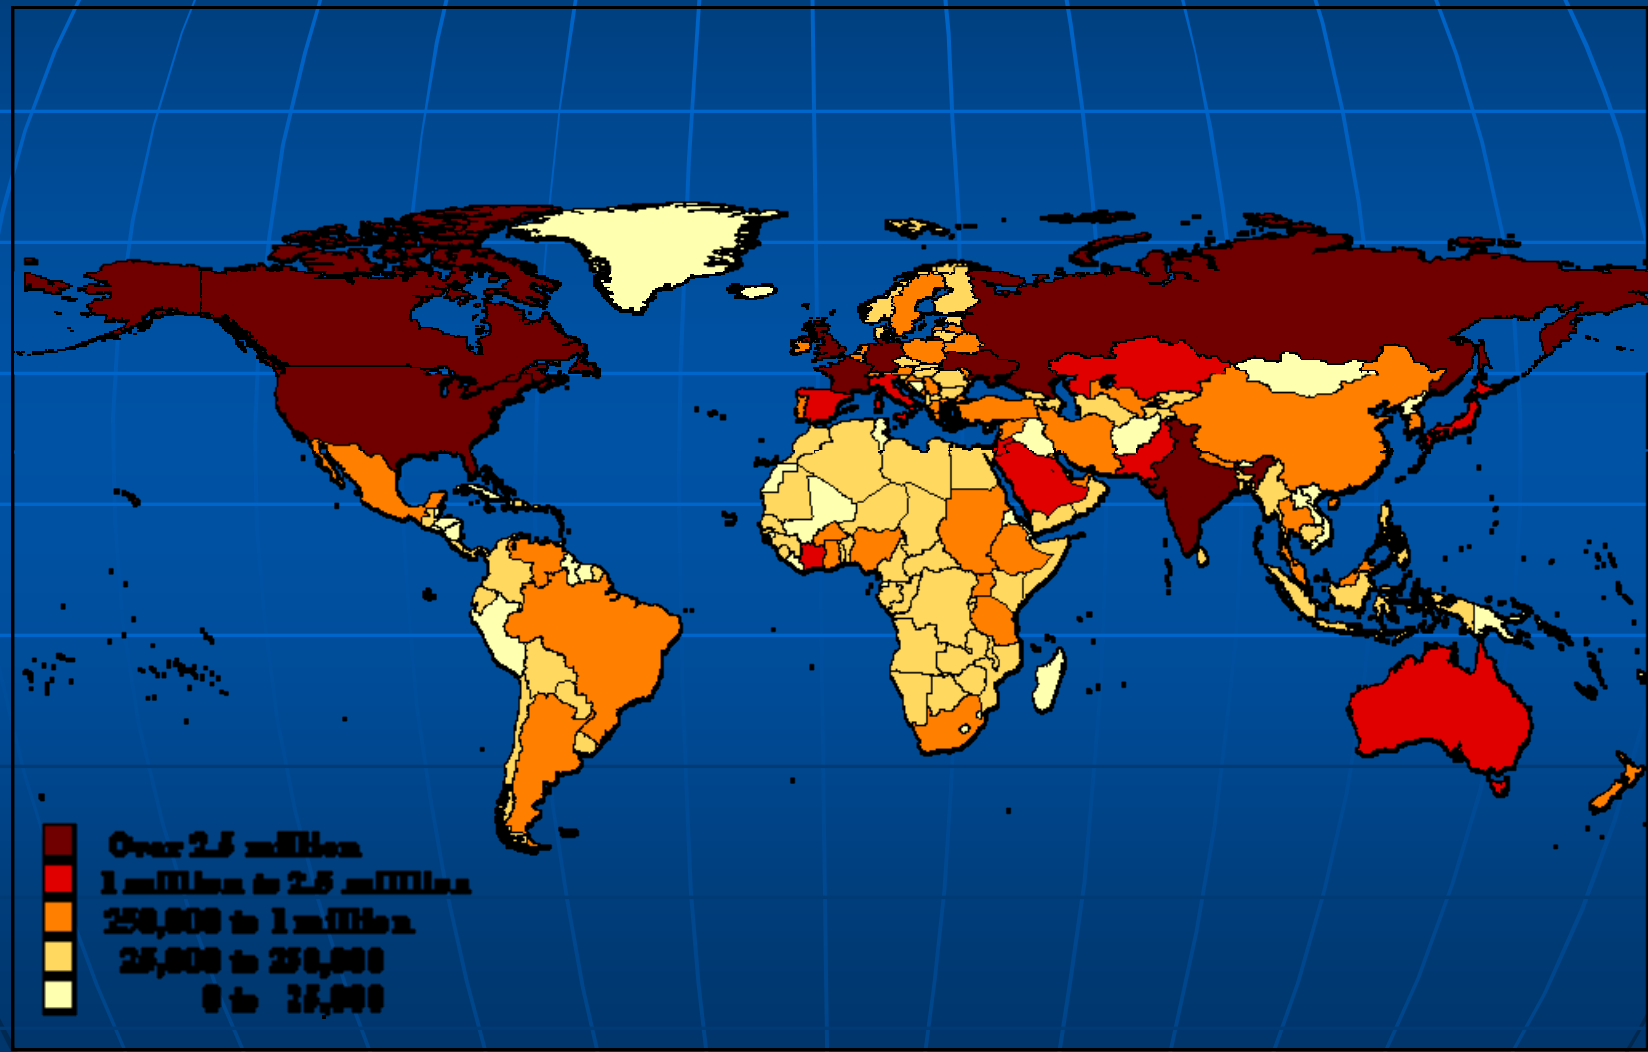 Over 2.5 million
1 million to 2.5 million
250,000 to 1 million
25,000 to 250,000
0 to 25,000